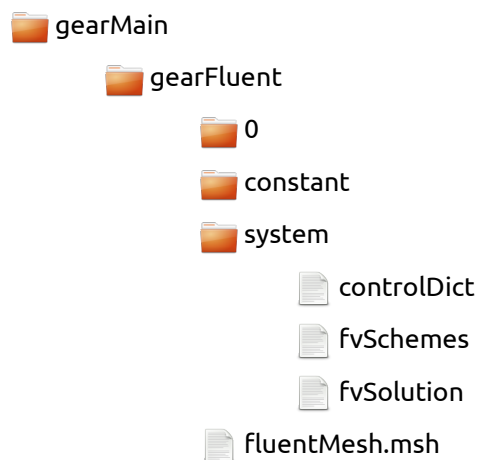 gearMain
gearFluent
0
constant
system
controlDict
fvSchemes
fvSolution
fluentMesh.msh